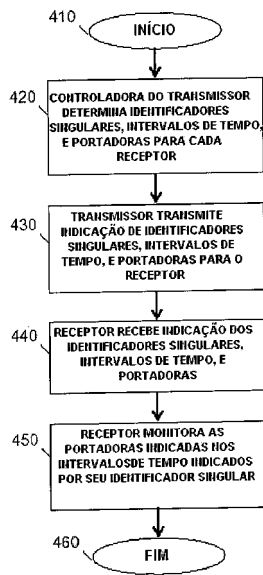 410
INÍCIO
420
CONTROLADORA DO TRANSMISSOR
DETERMINA IDENTIFICADORES
SINGULARES, INTERVALOS DE TEMPO,
E PORTADORAS PARA CADA
RECEPTOR
430
TRANSMISSOR TRANSMITE
INDICAÇÃO DE IDENTIFICADORES
SINGULARES, INTERVALOS DE
TEMPO, E PORTADORAS PARA O
RECEPTOR
440
RECEPTOR RECEBE INDICAÇÃO DOS
IDENTIFICADORES SINGULARES,
INTERVALOS DE TEMPO, E
PORTADORAS
450
RECEPTOR MONITORA AS
PORTADORAS INDICADAS NOS
INTERVALOSDE TEMPO INDICADOS
POR SEU IDENTIFICADOR SINGULAR
460
FIM